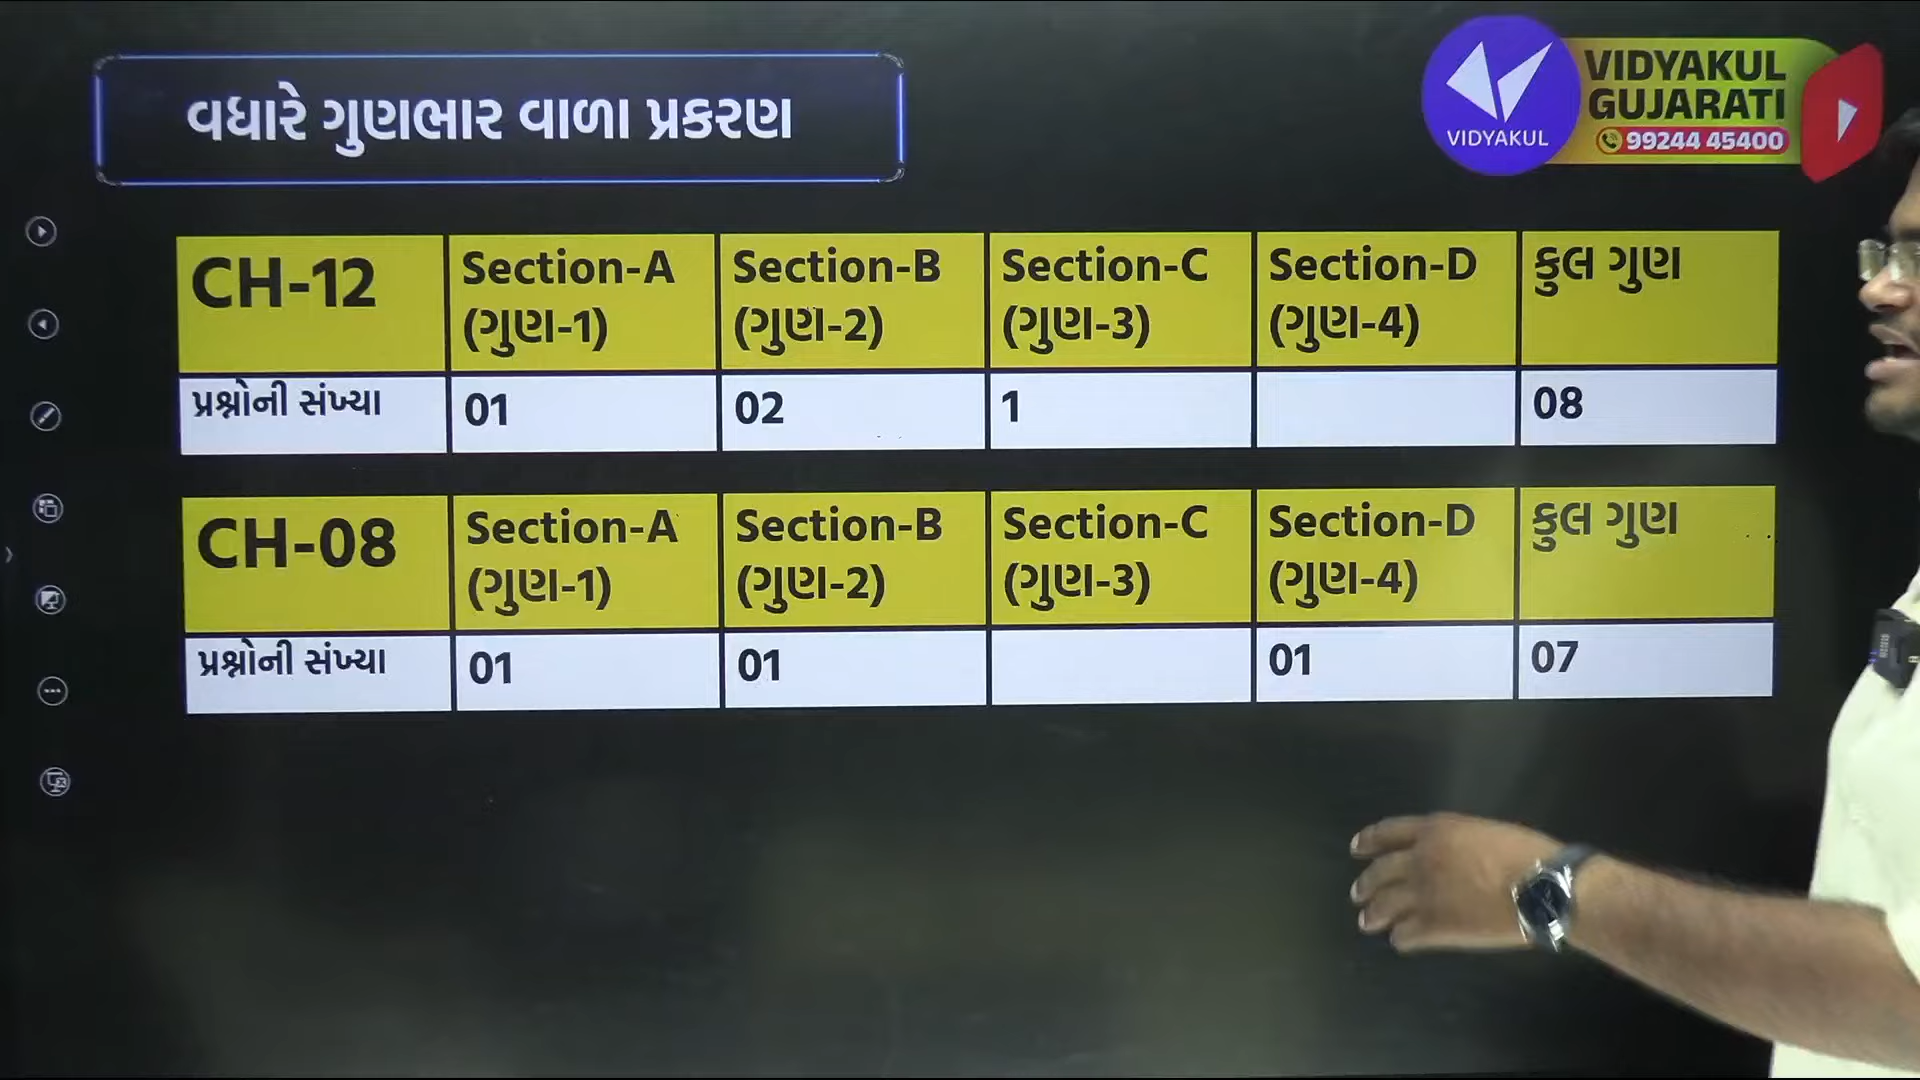 વધારે ગુણભાર વાળા પ્રકરણ
VIDYAKUL
VIDYAKUL
GUJARATI
99244 45400
CH-12
Section-A
(ગુણ-1)
Section-B
(ગુણ-2)
Section-C
(ગુણ-3)
Section-D
(ગુણ-4)
કુલ ગુણ
પ્રશ્નોની સંખ્યા
01
02
1
08
CH-08
Section-A
(ગુણ-1)
Section-B
(ગુણ-2)
Section-C
(ગુણ-3)
Section-D
(ગુણ-4)
કુલ ગુણ
પ્રશ્નોની સંખ્યા
01
01
01
07